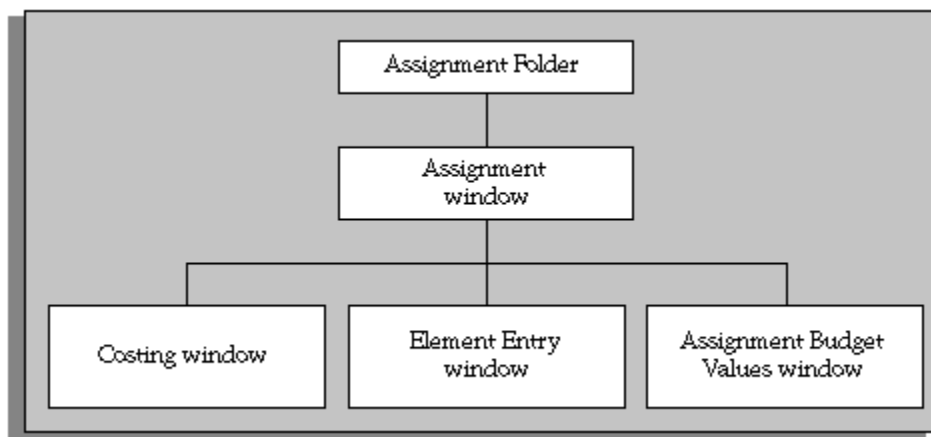 Assignment Folder
Assignment
window
Costing window
Element Entry
window
Assignment Budget
Values window